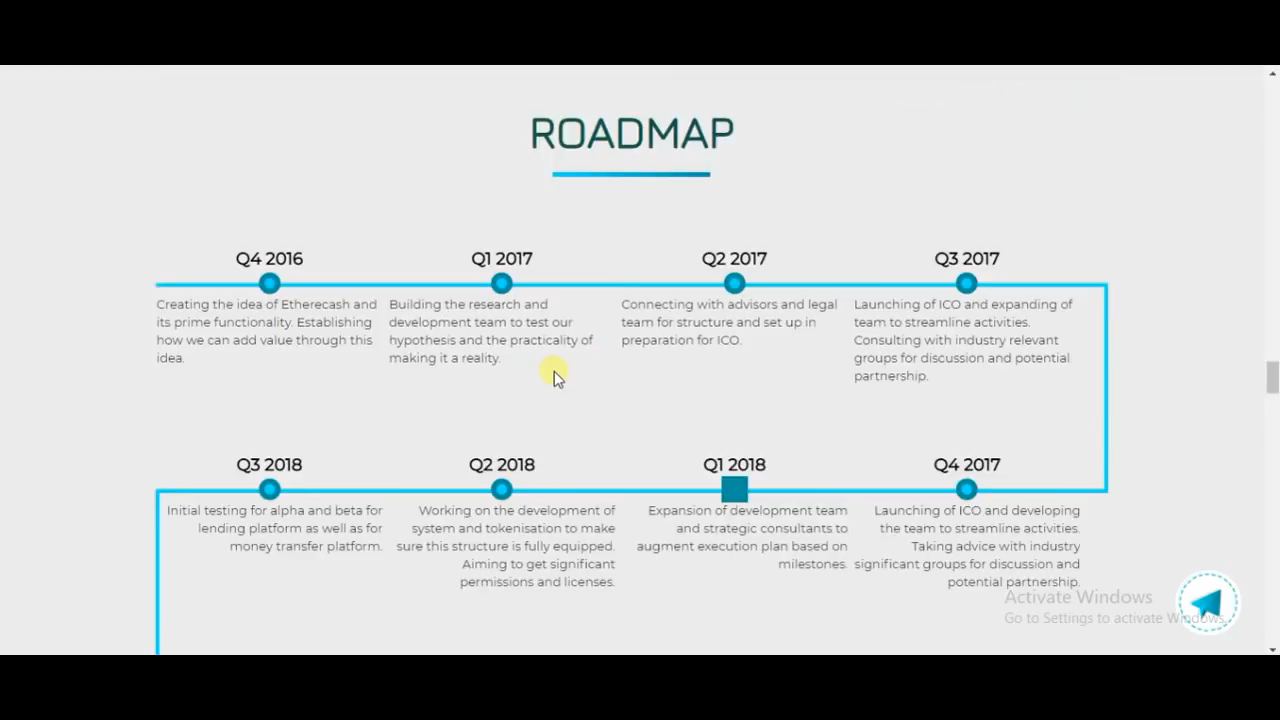 ROADMAP
Q4 2016
Creating the idea of Etherecash and
its prime functionality. Establishing
how we can add value through this
idea.
Q1 2017
Building the research and
development team to test our
hypothesis and the practicality of
making it a reality.
Q2 2017
Connecting with advisors and legal
team for structure and set up in
preparation for ICO.
Q3 2017
Launching of ICO and expanding of
team to streamline activities.
Consulting with industry relevant
groups for discussion and potential
partnership.
Q3 2018
Initial testing for alpha and beta for
lending platform as well as for
money transfer platform.
Q2 2018
Working on the development of
system and tokenisation to make
sure this structure is fully equipped.
Aiming to get significant
permissions and licenses.
Q1 2018
Expansion of development team
and strategic consultants to
augment execution plan based on
milestones.
Q4 2017
Launching of ICO and developing
the team to streamline activities.
Taking advice with industry
significant groups for discussion and
potential partnership.
Activate Windows
Go to Settings to activate Windows.